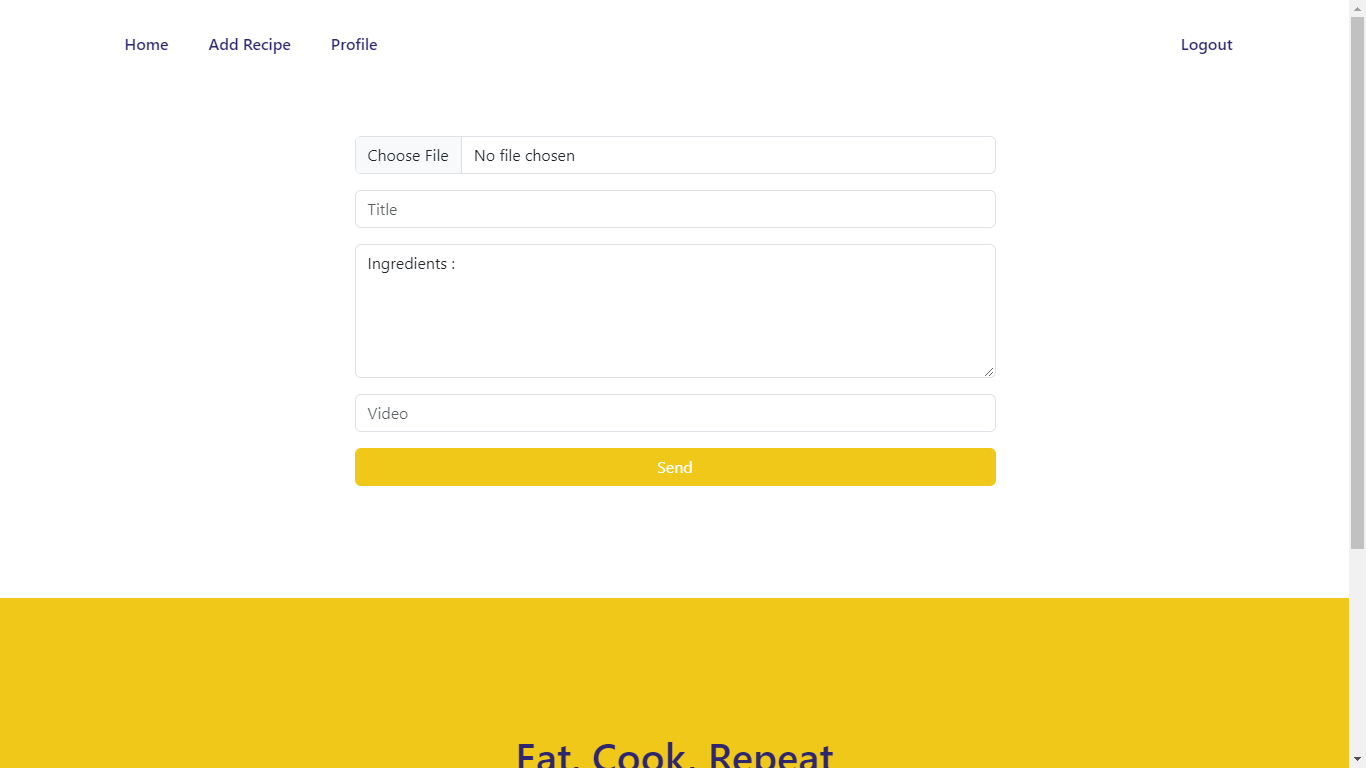 Home Add Recipe Profile Logout
Choose File No file chosen
Title
Ingredients :
Video
Send
Eat. Cook. Repeat